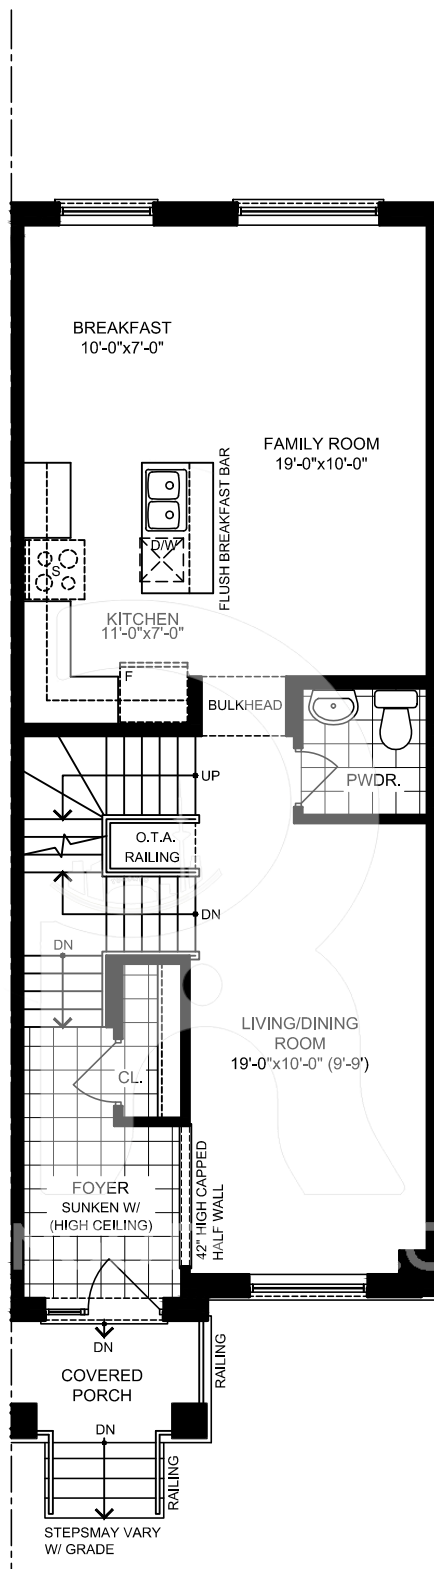 BREAKFAST
10'-0"x7'-0"
FAMILY ROOM
19'-0"x10'-0"
FLUSH BREAKFAST BAR
D/W
S
KITCHEN
11'-0"x7'-0"
F
BULKHEAD
PWDR.
UP
O.T.A.
RAILING
DN
DN
LIVING/DINING
ROOM
19'-0"x10'-0" (9'-9')
CL.
FOYER
SUNKEN W/
(HIGH CEILING)
42" HIGH CAPPED
HALF WALL
DN
COVERED
PORCH
RAILING
DN
RAILING
STEPSMAY VARY
W/ GRADE